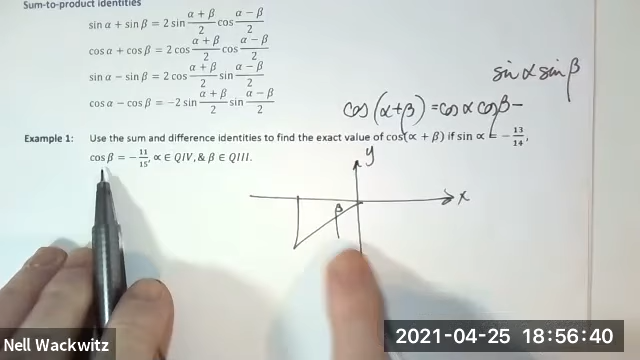 Sum-to-product identities
sin α + sin β = 2 sin (α + β)/2 cos (α − β)/2
cos α + cos β = 2 cos (α + β)/2 cos (α − β)/2
sin α − sin β = 2 cos (α + β)/2 sin (α − β)/2
cos α − cos β = −2 sin (α + β)/2 sin (α − β)/2
sin α sin β
cos (α+β) = cos α cos β −
Example 1: Use the sum and difference identities to find the exact value of cos(α + β) if sin α = −13/14,
cos β = −11/15, α ∈ QIV, & β ∈ QIII.
y
x
β
Nell Wackwitz
2021-04-25 18:56:40